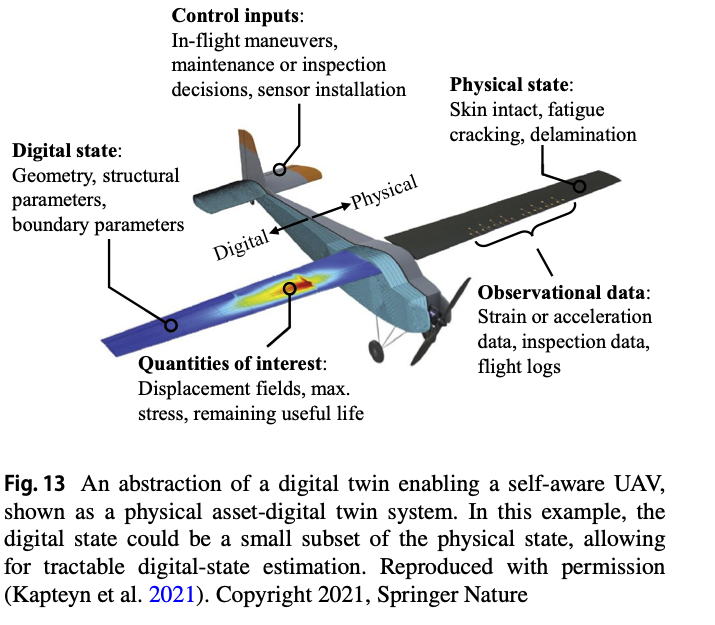 Control inputs:
In-flight maneuvers,
maintenance or inspection
decisions, sensor installation
Physical state:
Skin intact, fatigue
cracking, delamination
Digital state:
Geometry, structural
parameters,
boundary parameters
Physical
Digital
Observational data:
Strain or acceleration
data, inspection data,
flight logs
Quantities of interest:
Displacement fields, max.
stress, remaining useful life
Fig. 13 An abstraction of a digital twin enabling a self-aware UAV,
shown as a physical asset-digital twin system. In this example, the
digital state could be a small subset of the physical state, allowing
for tractable digital-state estimation. Reproduced with permission
(Kapteyn et al. 2021). Copyright 2021, Springer Nature